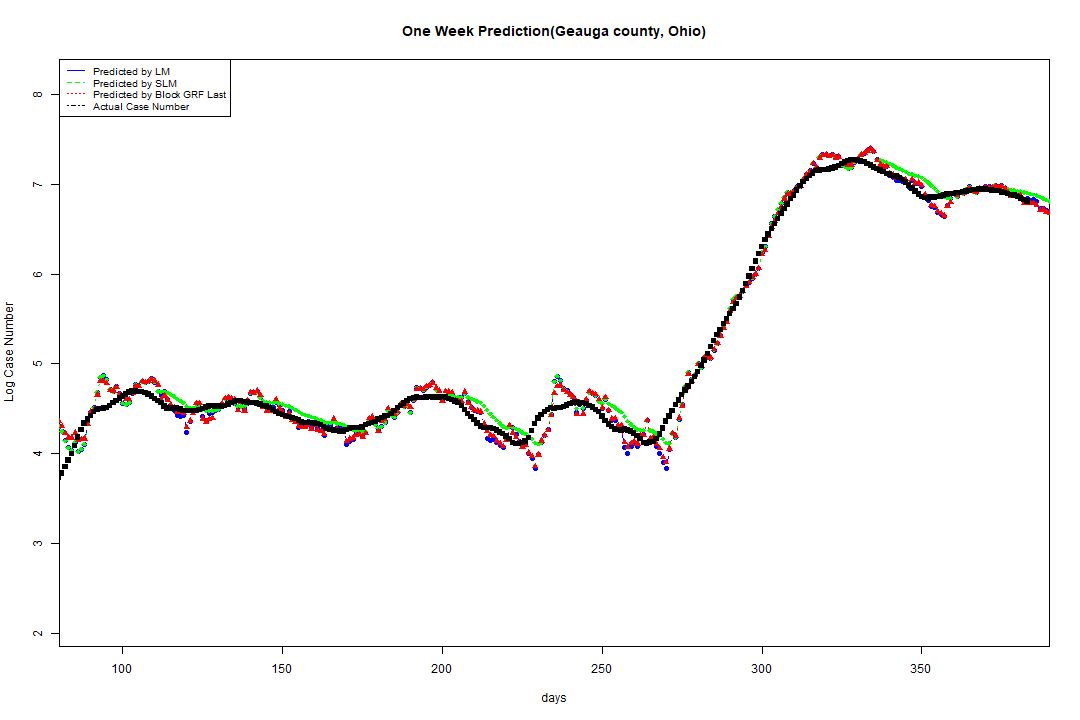 One Week Prediction(Geauga county, Ohio)
Predicted by LM
Predicted by SLM
Predicted by Block GRF Last
Actual Case Number
8
7
6
5
4
3
2
Log Case Number
100 150 200 250 300 350
days